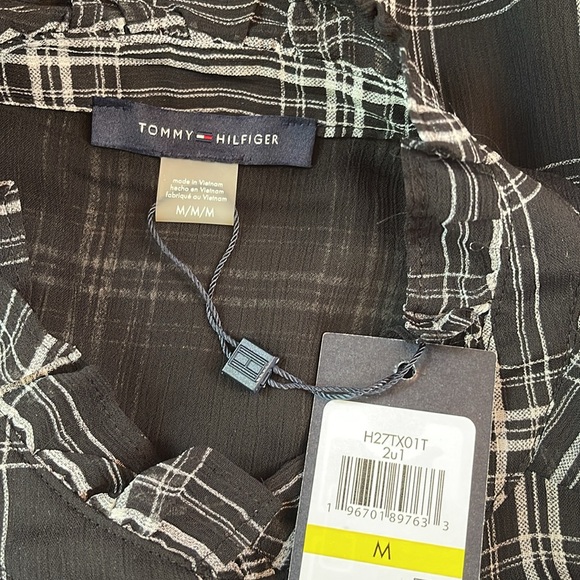 TOMMY HILFIGER
made in Vietnam
hecho en Vietnam
fabriqué au Vietnam
M/M/M
H27TX01T
2u1
1 96701 89763 3
M